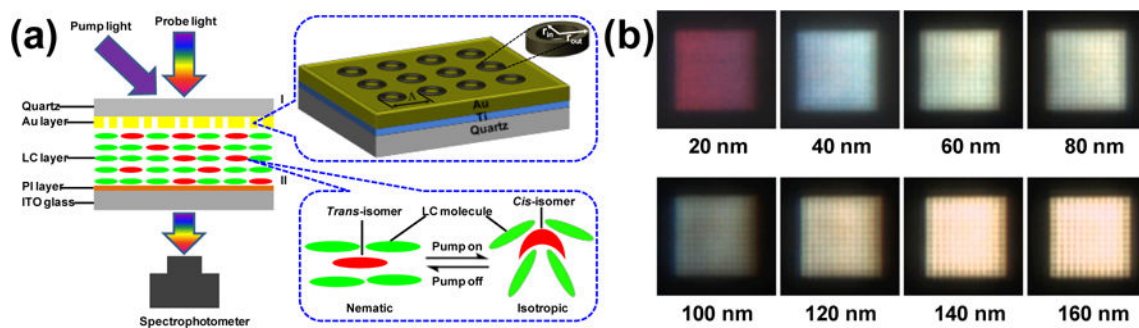 (a)
Pump light
Probe light
Quartz
I
Au layer
LC layer
PI layer
II
ITO glass
Spectrophotometer
r_in
r_out
Λ
Au
Ti
Quartz
Trans-isomer
LC molecule
Cis-isomer
Pump on
Pump off
Nematic
Isotropic
(b)
20 nm
40 nm
60 nm
80 nm
100 nm
120 nm
140 nm
160 nm